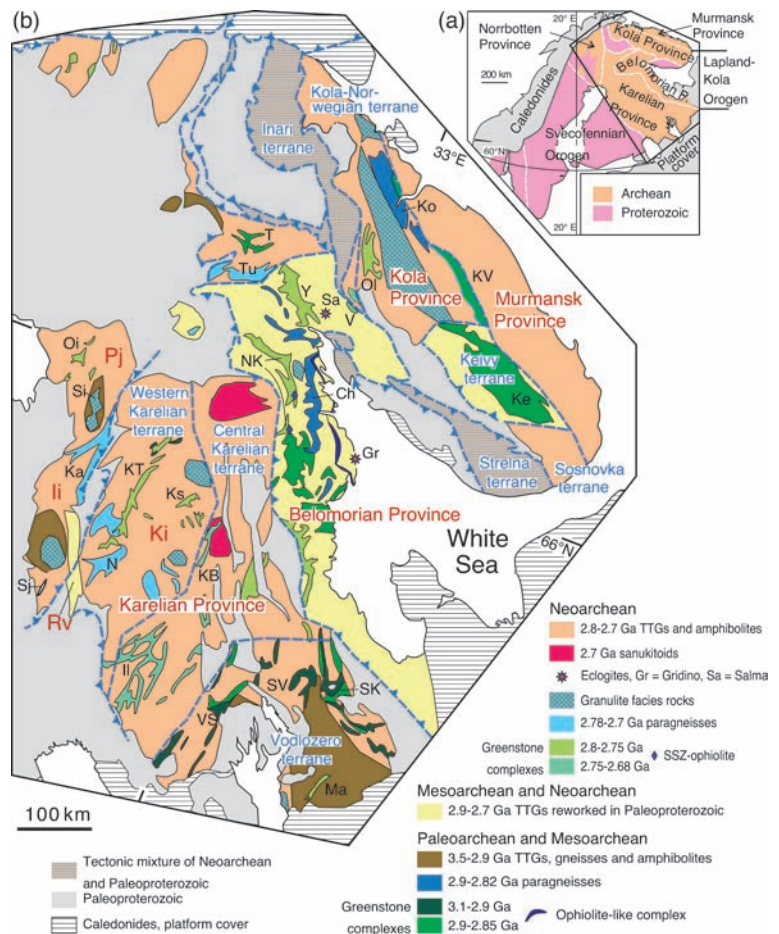 (b)
(a)
20° E
Norrbotten
Province
Murmansk
Province
Kola Province
Lapland-
Kola
Orogen
Belomorian P.
Karelian
Province
200 km
Caledonides
Svecofennian
Orogen
60°N
Platform
cover
20° E
Archean
Proterozoic
Kola-Nor-
wegian terrane
Inari
terrane
33°E
Ko
T
Tu
Ol
Kola
Province
KV
Murmansk
Province
Y
Sa
V
Oi
Pj
NK
Keivy
terrane
Si
Western
Karelian
terrane
Ch
Ke
Central
Karelian
terrane
Gr
Ka
KT
Strelna
terrane
Sosnovka
terrane
Ii
Ks
Ki
Belomorian Province
White
Sea
66°N
N
Sj
KB
Rv
Karelian Province
Il
SV
SK
VS
Vodlozero
terrane
Ma
100 km
Neoarchean
2.8-2.7 Ga TTGs and amphibolites
2.7 Ga sanukitoids
Eclogites, Gr = Gridino, Sa = Salma
Granulite facies rocks
2.78-2.7 Ga paragneisses
Greenstone
complexes
2.8-2.75 Ga
2.75-2.68 Ga
SSZ-ophiolite
Mesoarchean and Neoarchean
2.9-2.7 Ga TTGs reworked in Paleoproterozoic
Paleoarchean and Mesoarchean
3.5-2.9 Ga TTGs, gneisses and amphibolites
2.9-2.82 Ga paragneisses
Greenstone
complexes
3.1-2.9 Ga
2.9-2.85 Ga
Ophiolite-like complex
Tectonic mixture of Neoarchean
and Paleoproterozoic
Paleoproterozoic
Caledonides, platform cover